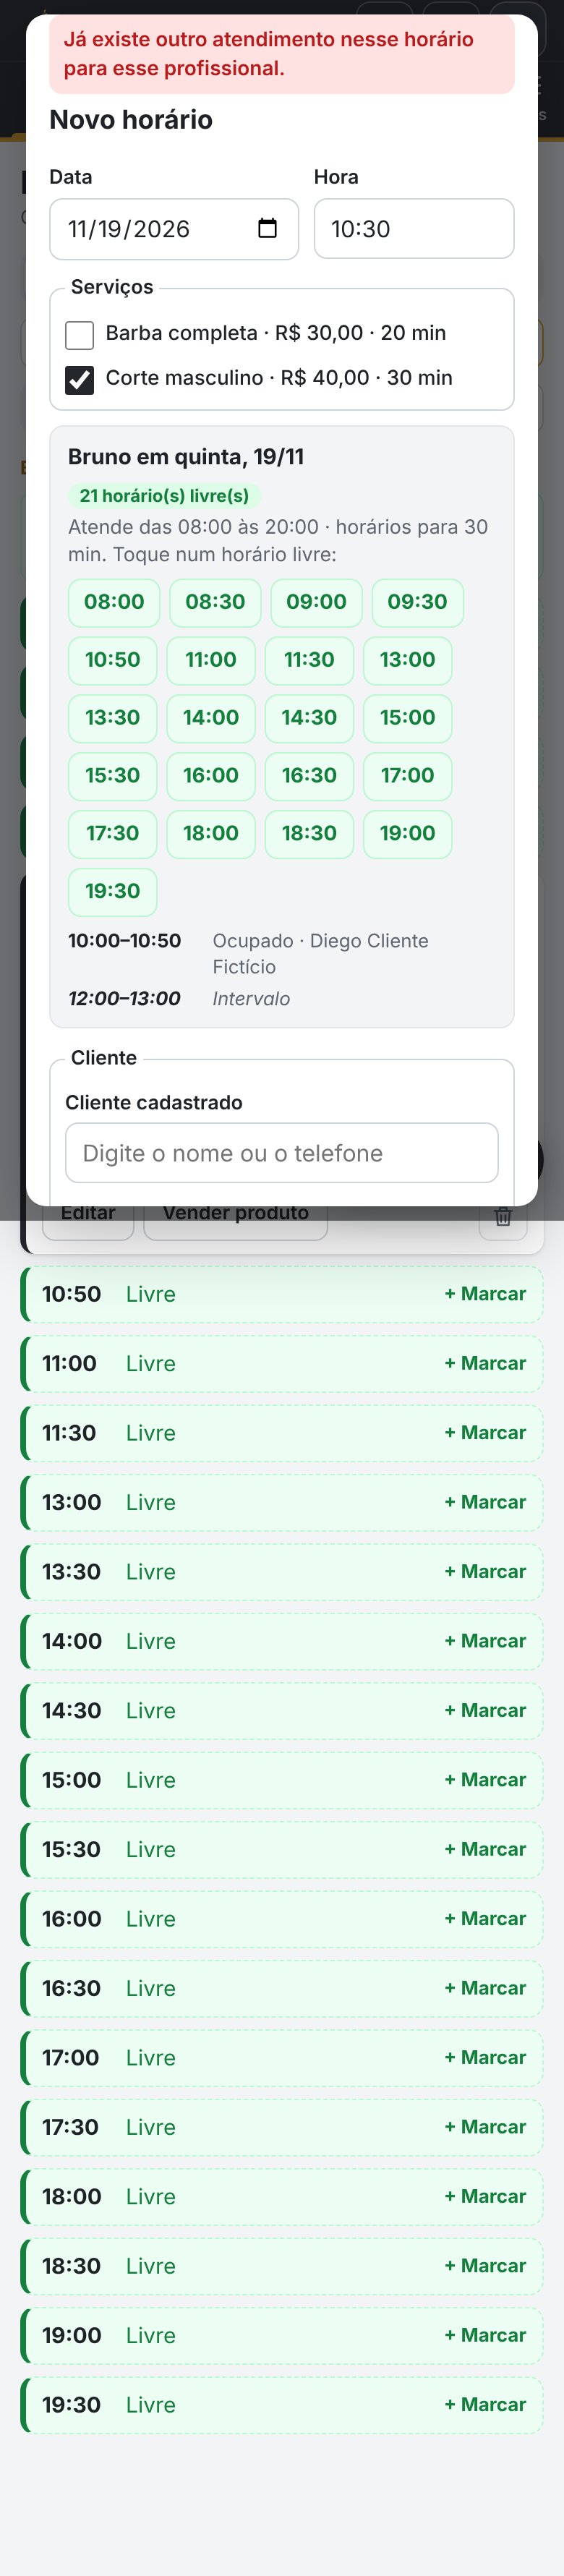 Já existe outro atendimento nesse horário
para esse profissional.
Novo horário
Data
Hora
11/19/2026
10:30
Serviços
Barba completa · R$ 30,00 · 20 min
Corte masculino · R$ 40,00 · 30 min
Bruno em quinta, 19/11
21 horário(s) livre(s)
Atende das 08:00 às 20:00 · horários para 30
min. Toque num horário livre:
08:00 08:30 09:00 09:30
10:50 11:00 11:30 13:00
13:30 14:00 14:30 15:00
15:30 16:00 16:30 17:00
17:30 18:00 18:30 19:00
19:30
10:00–10:50 Ocupado · Diego Cliente
Fictício
12:00–13:00 Intervalo
Cliente
Cliente cadastrado
Digite o nome ou o telefone
Editar Vender produto
10:50 Livre + Marcar
11:00 Livre + Marcar
11:30 Livre + Marcar
13:00 Livre + Marcar
13:30 Livre + Marcar
14:00 Livre + Marcar
14:30 Livre + Marcar
15:00 Livre + Marcar
15:30 Livre + Marcar
16:00 Livre + Marcar
16:30 Livre + Marcar
17:00 Livre + Marcar
17:30 Livre + Marcar
18:00 Livre + Marcar
18:30 Livre + Marcar
19:00 Livre + Marcar
19:30 Livre + Marcar